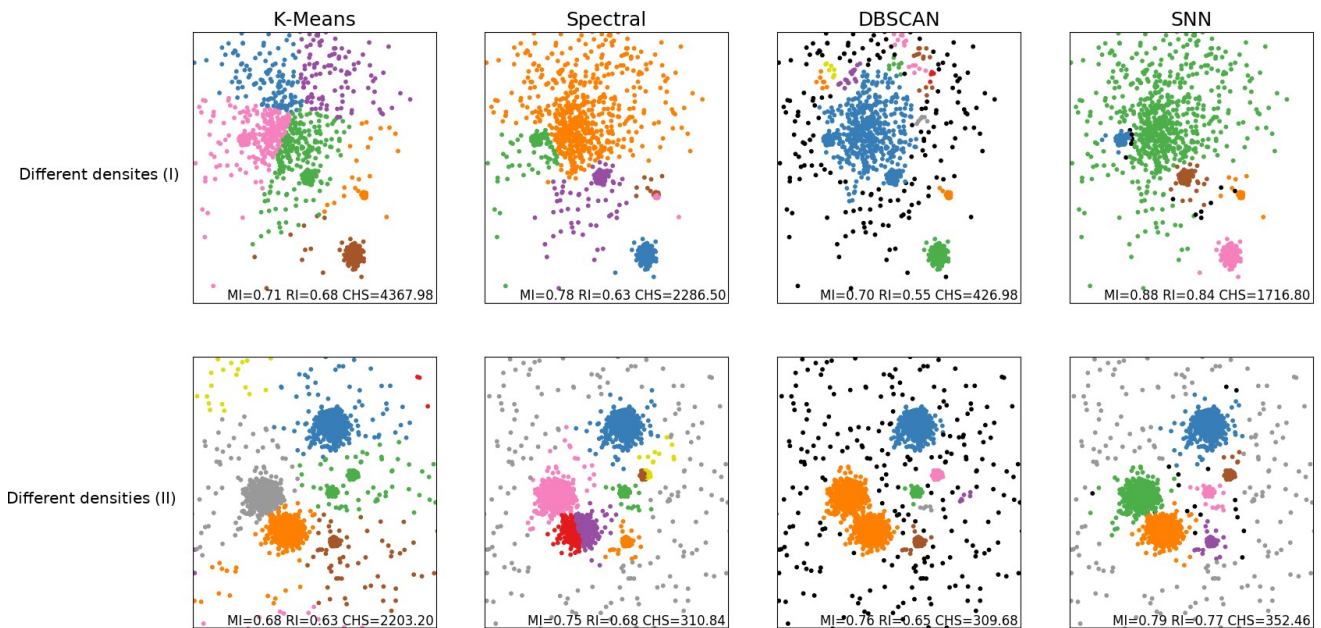 K-Means
Spectral
DBSCAN
SNN
Different densites (I)
MI=0.71 RI=0.68 CHS=4367.98
MI=0.78 RI=0.63 CHS=2286.50
MI=0.70 RI=0.55 CHS=426.98
MI=0.88 RI=0.84 CHS=1716.80
Different densities (II)
MI=0.68 RI=0.63 CHS=2203.20
MI=0.75 RI=0.68 CHS=310.84
MI=0.76 RI=0.65 CHS=309.68
MI=0.79 RI=0.77 CHS=352.46